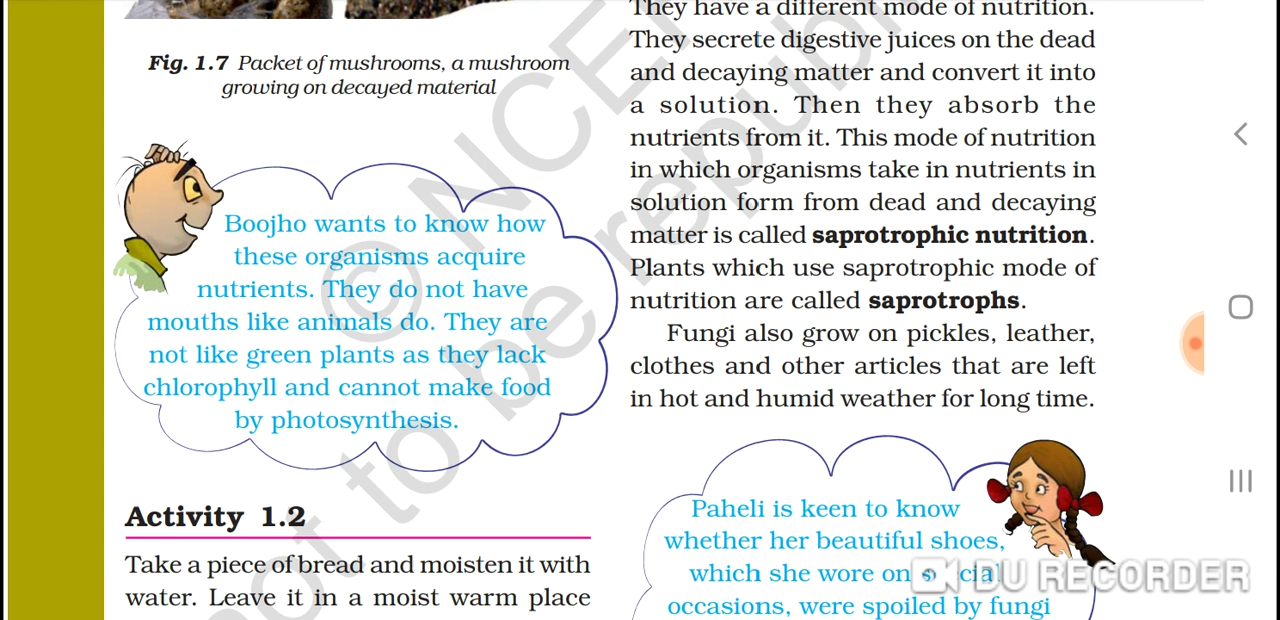 Fig. 1.7 Packet of mushrooms, a mushroom
growing on decayed material
Boojho wants to know how
these organisms acquire
nutrients. They do not have
mouths like animals do. They are
not like green plants as they lack
chlorophyll and cannot make food
by photosynthesis.
Activity 1.2
Take a piece of bread and moisten it with
water. Leave it in a moist warm place
They have a different mode of nutrition.
They secrete digestive juices on the dead
and decaying matter and convert it into
a solution. Then they absorb the
nutrients from it. This mode of nutrition
in which organisms take in nutrients in
solution form from dead and decaying
matter is called saprotrophic nutrition.
Plants which use saprotrophic mode of
nutrition are called saprotrophs.
Fungi also grow on pickles, leather,
clothes and other articles that are left
in hot and humid weather for long time.
Paheli is keen to know
whether her beautiful shoes,
which she wore on
occasions, were spoiled by fungi
DU RECORDER
© NCE
not to be republ